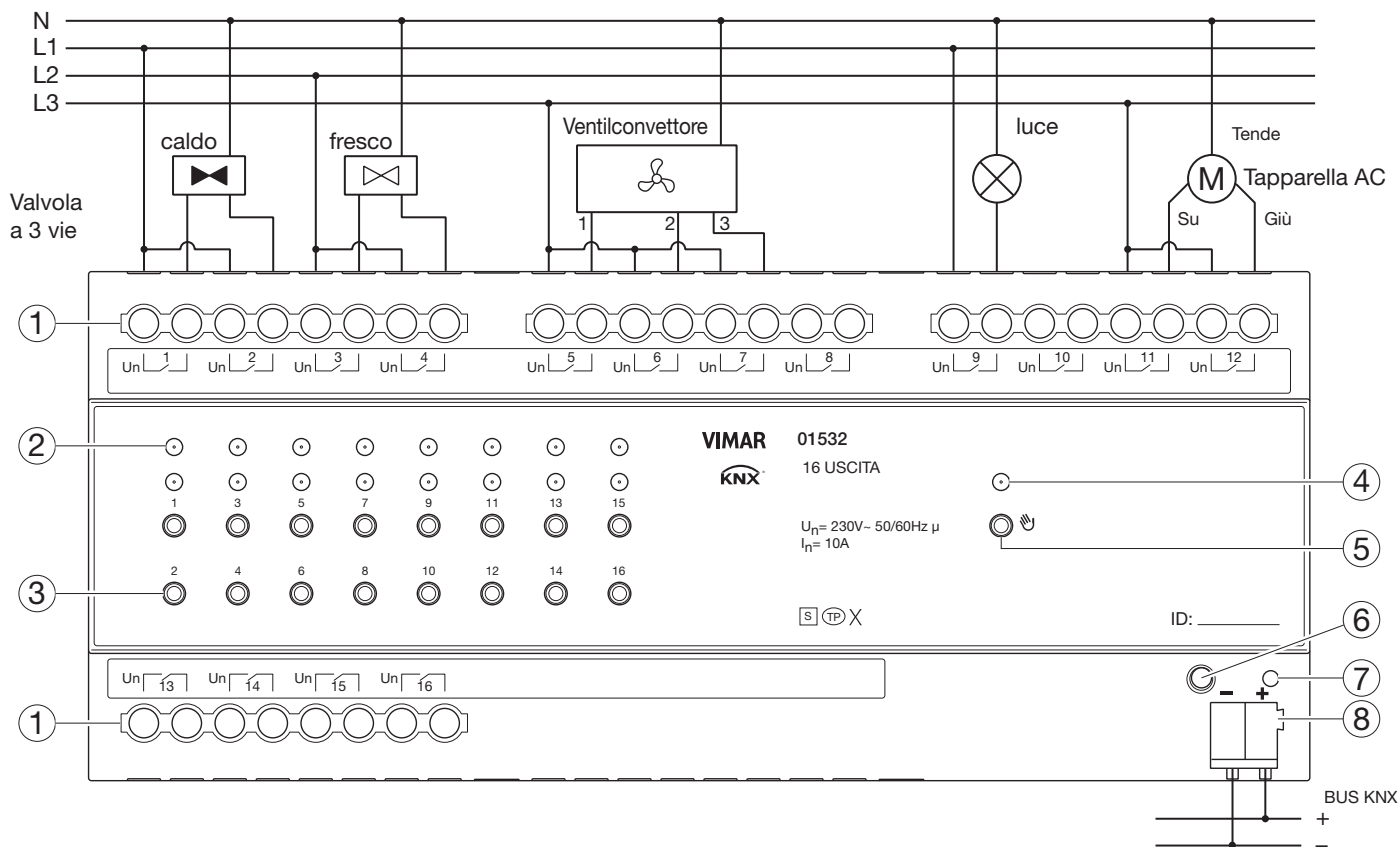 N
L1
L2
L3
caldo
fresco
Ventilconvettore
luce
Tende
Valvola
a 3 vie
M
Tapparella AC
1
2
3
Su
Giù
1
Un 1 Un 2 Un 3 Un 4 Un 5 Un 6 Un 7 Un 8 Un 9 Un 10 Un 11 Un 12
2
VIMAR 01532
KNX
16 USCITA
4
1 3 5 7 9 11 13 15
Un= 230V~ 50/60Hz µ
In= 10A
5
2 4 6 8 10 12 14 16
3
S TP X
ID:
6
Un 13 Un 14 Un 15 Un 16
7
- +
1
8
BUS KNX
+
–